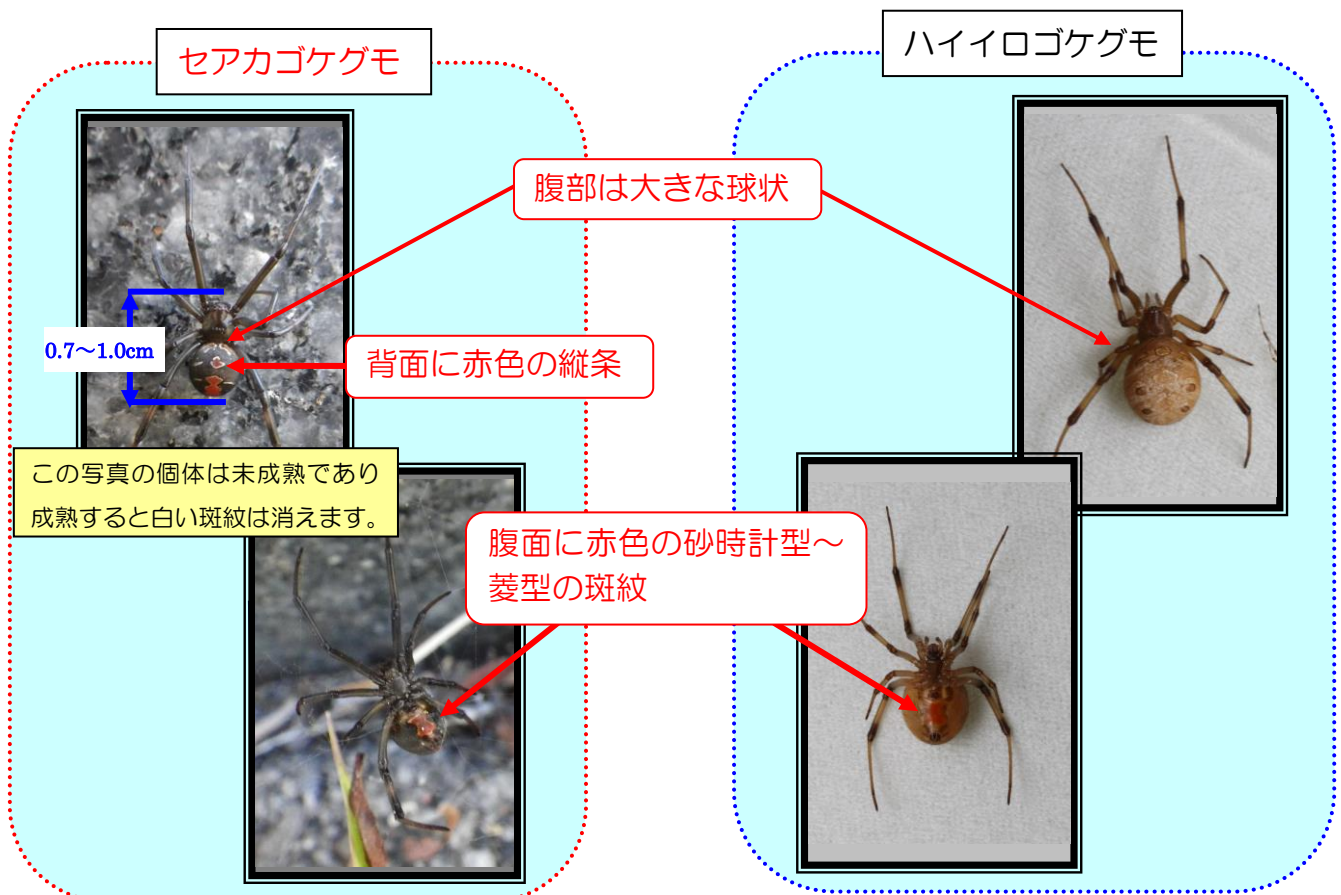 セアカゴケグモ
ハイイロゴケグモ
腹部は大きな球状
0.7～1.0cm
背面に赤色の縦条
この写真の個体は未成熟であり
成熟すると白い斑紋は消えます。
腹面に赤色の砂時計型～
菱型の斑紋